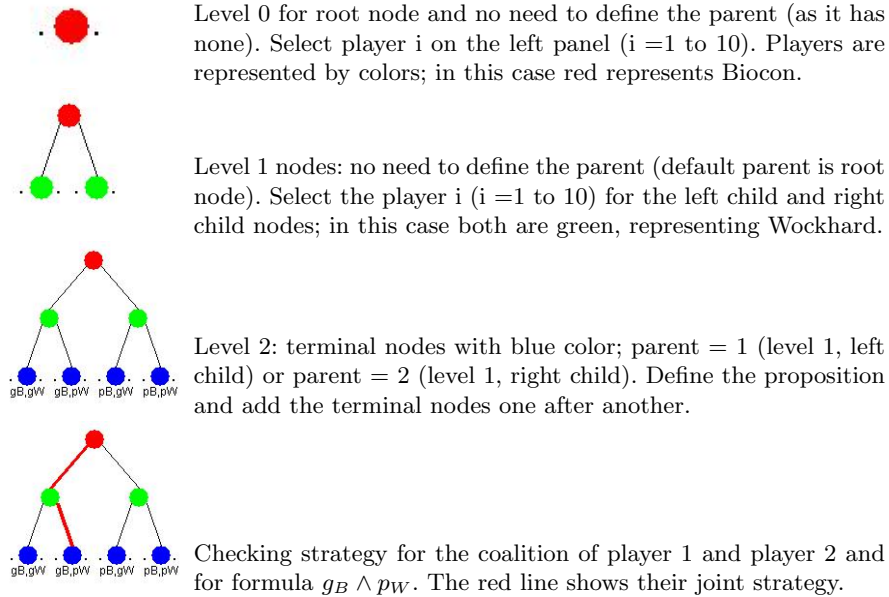 Level 0 for root node and no need to define the parent (as it has
none). Select player i on the left panel (i =1 to 10). Players are
represented by colors; in this case red represents Biocon.
Level 1 nodes: no need to define the parent (default parent is root
node). Select the player i (i =1 to 10) for the left child and right
child nodes; in this case both are green, representing Wockhard.
gB,gW gB,pW pB,gW pB,pW
Level 2: terminal nodes with blue color; parent = 1 (level 1, left
child) or parent = 2 (level 1, right child). Define the proposition
and add the terminal nodes one after another.
gB,gW gB,pW pB,gW pB,pW
Checking strategy for the coalition of player 1 and player 2 and
for formula g_B ∧ p_W. The red line shows their joint strategy.